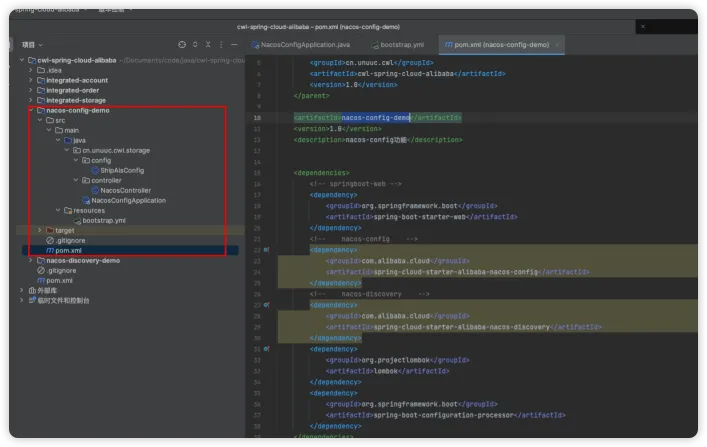 cwl-spring-cloud-alibaba – pom.xml (nacos-config-demo)
项目
NacosConfigApplication.java
bootstrap.yml
pom.xml (nacos-config-demo)
cwl-spring-cloud-alibaba ~/Documents/code/java/cwl-spring-clou
.idea
integrated-account
integrated-order
integrated-storage
nacos-config-demo
src
main
java
cn.unuuc.cwl.storage
config
ShipAisConfig
controller
NacosController
NacosConfigApplication
resources
bootstrap.yml
target
.gitignore
pom.xml
nacos-discovery-demo
.gitignore
pom.xml
外部库
临时文件和控制台
5 <groupId>cn.unuuc.cwl</groupId>
6 <artifactId>cwl-spring-cloud-alibaba</artifactId>
7 <version>1.0</version>
8 </parent>
9
10 <artifactId>nacos-config-demo</artifactId>
11 <version>1.0</version>
12 <description>nacos-config功能</description>
13
14
15 <dependencies>
16 <!-- springboot-web -->
17 <dependency>
18 <groupId>org.springframework.boot</groupId>
19 <artifactId>spring-boot-starter-web</artifactId>
20 </dependency>
21 <!-- nacos-config -->
22 <dependency>
23 <groupId>com.alibaba.cloud</groupId>
24 <artifactId>spring-cloud-starter-alibaba-nacos-config</artifactId>
25 </dependency>
26 <!-- nacos-discovery -->
27 <dependency>
28 <groupId>com.alibaba.cloud</groupId>
29 <artifactId>spring-cloud-starter-alibaba-nacos-discovery</artifactId>
30 </dependency>
31 <dependency>
32 <groupId>org.projectlombok</groupId>
33 <artifactId>lombok</artifactId>
34 </dependency>
35 <dependency>
36 <groupId>org.springframework.boot</groupId>
37 <artifactId>spring-boot-configuration-processor</artifactId>
38 </dependency>
</dependencies>